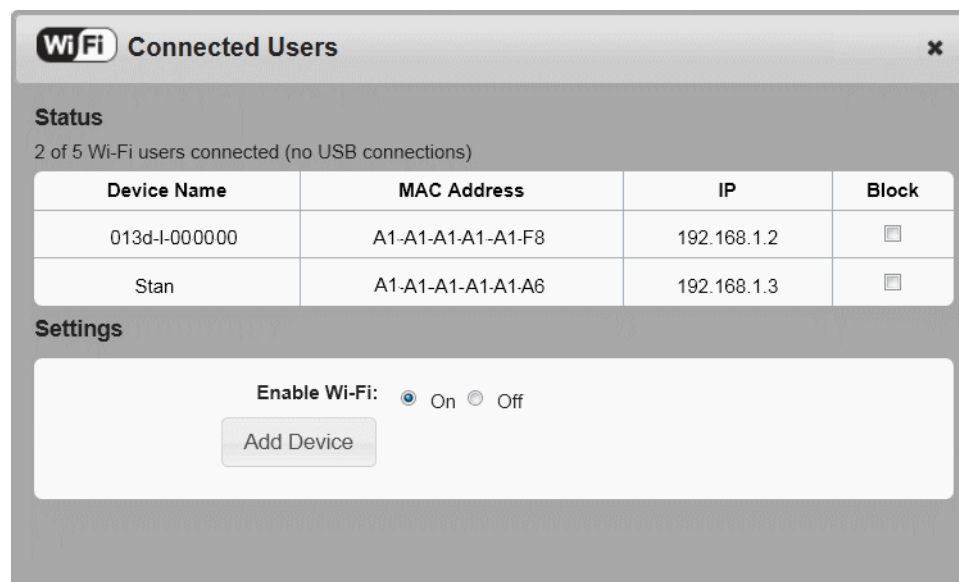 WiFi Connected Users
Status
2 of 5 Wi-Fi users connected (no USB connections)
Device Name MAC Address IP Block
013d-I-000000 A1-A1-A1-A1-A1-F8 192.168.1.2
Stan A1-A1-A1-A1-A1-A6 192.168.1.3
Settings
Enable Wi-Fi: On Off
Add Device